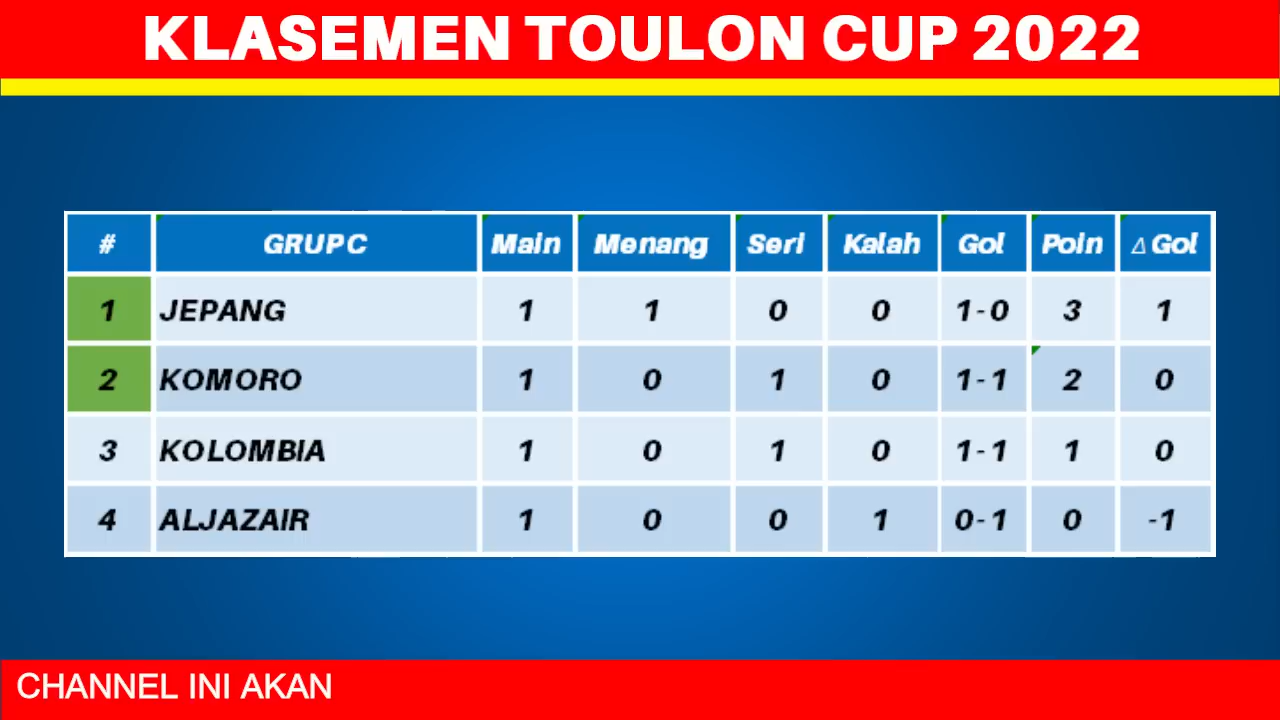 KLASEMEN TOULON CUP 2022
# GRUP C Main Menang Seri Kalah Gol Poin Δ Gol
1 JEPANG 1 1 0 0 1-0 3 1
2 KOMORO 1 0 1 0 1-1 2 0
3 KOLOMBIA 1 0 1 0 1-1 1 0
4 ALJAZAIR 1 0 0 1 0-1 0 -1
CHANNEL INI AKAN